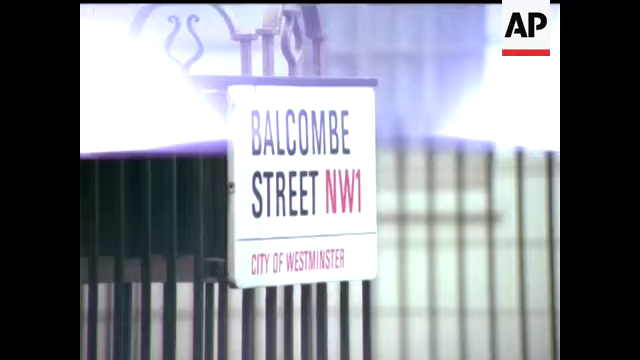 AP
BALCOMBE
STREET NW1
CITY OF WESTMINSTER